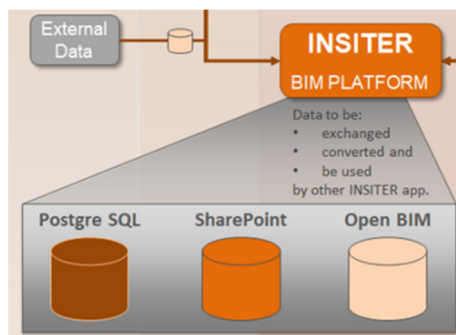 External
Data
INSITER
BIM PLATFORM
Data to be:
• exchanged
• converted and
• be used
by other INSITER app.
Postgre SQL SharePoint Open BIM